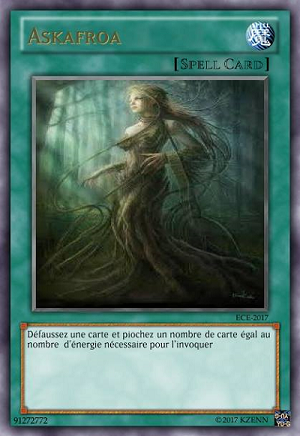 Askafroa
[Spell Card]
ECE-2017
Défaussez une carte et piochez un nombre de carte égal au
nombre  d'énergie nécessaire pour l'invoquer
91272772
©2017 KZENN